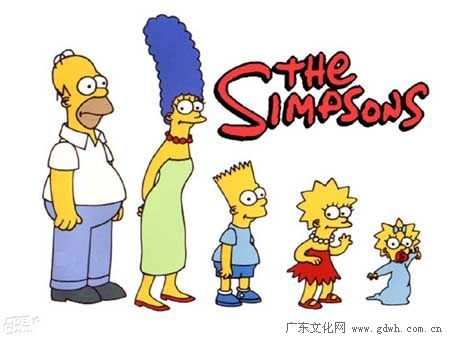 THE
SIMPSONS
广东文化网 . www. gdwh. com. cn